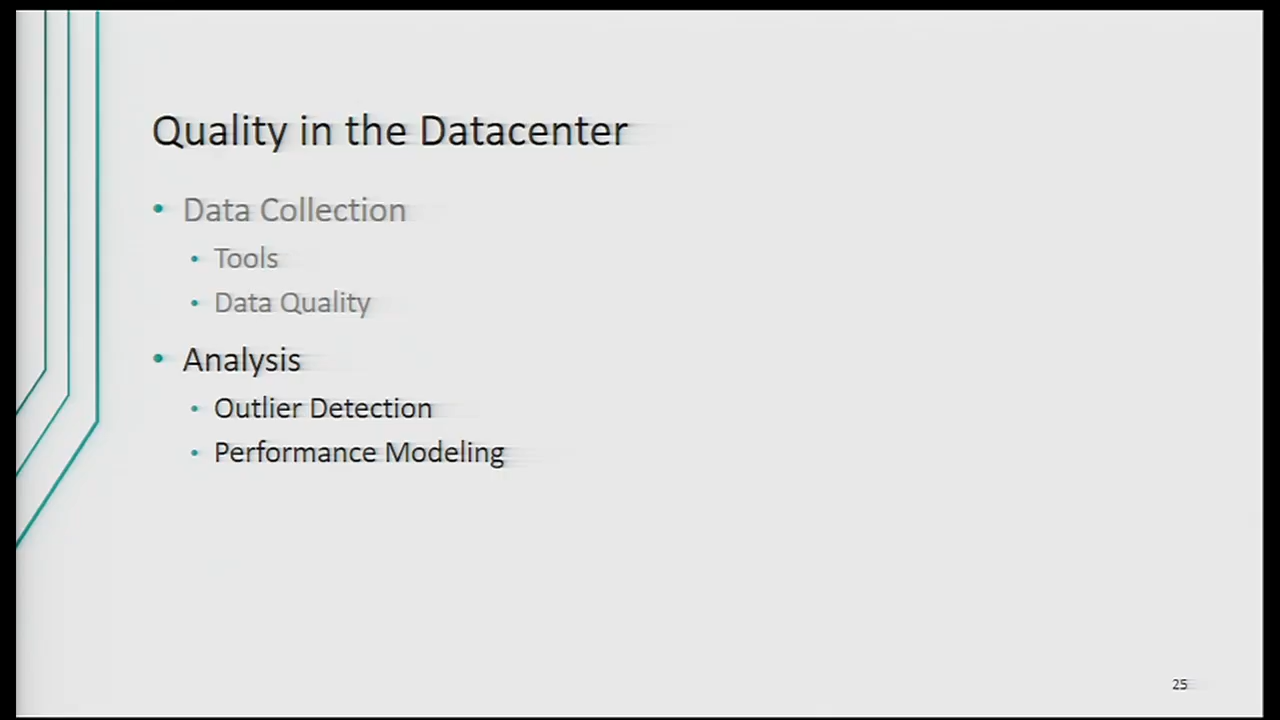 Quality in the Datacenter
• Data Collection
• Tools
• Data Quality
• Analysis
• Outlier Detection
• Performance Modeling
25